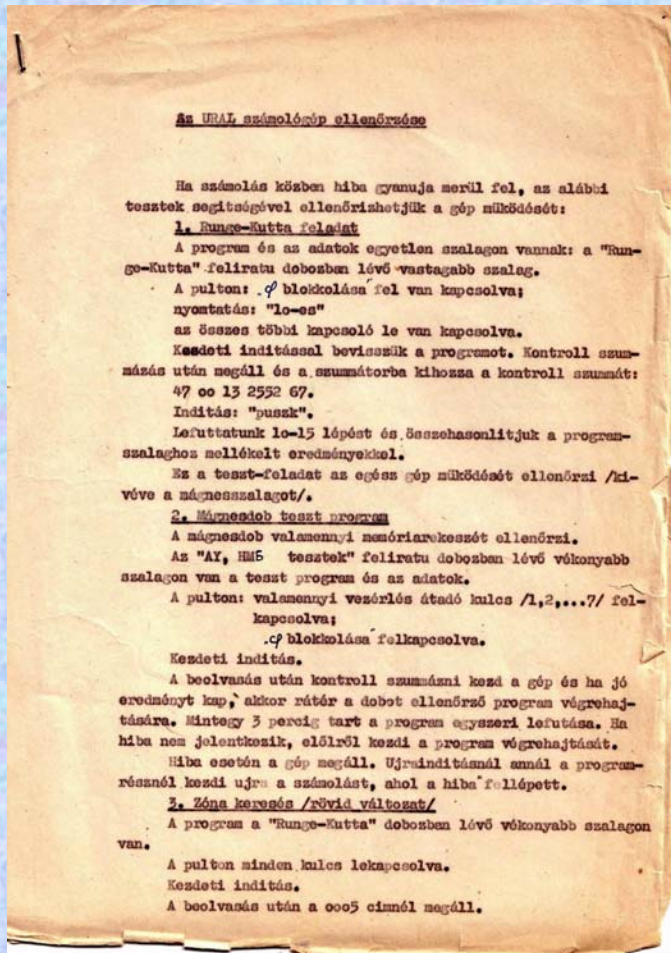 Az URAL számológép ellenőrzése
Ha számolás közben hiba gyanuja merül fel, az alábbi
tesztek segitségével ellenőrizhetjük a gép működését:
1. Runge-Kutta feladat
A program és az adatok egyetlen szalagon vannak: a "Run-
ge-Kutta" feliratu dobozban lévő vastagabb szalag.
A pulton: φ blokkolása fel van kapcsolva;
nyomtatás: "lo-es"
az összes többi kapcsoló le van kapcsolva.
Kezdeti inditással bevisszük a programot. Kontroll szum-
mázás után megáll és a szummátorba kihozza a kontroll szummát:
47 oo 13 2552 67.
Inditás: "puszk".
Lefuttatunk lo-15 lépést és összehasonlitjuk a program-
szalaghoz mellékelt eredményekkel.
Ez a teszt-feladat az egész gép működését ellenőrzi /ki-
véve a mágnesszalagot/.
2. Mágnesdob teszt program
A mágnesdob valamennyi memóriarekeszét ellenőrzi.
Az "AY, HMБ tesztek" feliratu dobozban lévő vékonyabb
szalagon van a teszt program és az adatok.
A pulton: valamennyi vezérlés átadó kulcs /1,2,...7/ fel-
kapcsolva;
φ blokkolása felkapcsolva.
Kezdeti inditás.
A beolvasás után kontroll szummázni kezd a gép és ha jó
eredményt kap, akkor rátér a dobot ellenőrző program végrehaj-
tására. Mintegy 3 percig tart a program egyszeri lefutása. Ha
hiba nem jelentkezik, előlről kezdi a program végrehajtását.
Hiba esetén a gép megáll. Ujrainditásnál annál a program-
résznél kezdi ujra a számolást, ahol a hiba fellépett.
3. Zóna keresés /rövid változat/
A program a "Runge-Kutta" dobozban lévő vékonyabb szalagon
van.
A pulton minden kulcs lekapcsolva.
Kezdeti inditás.
A beolvasás után a ooo5 cimnél megáll.